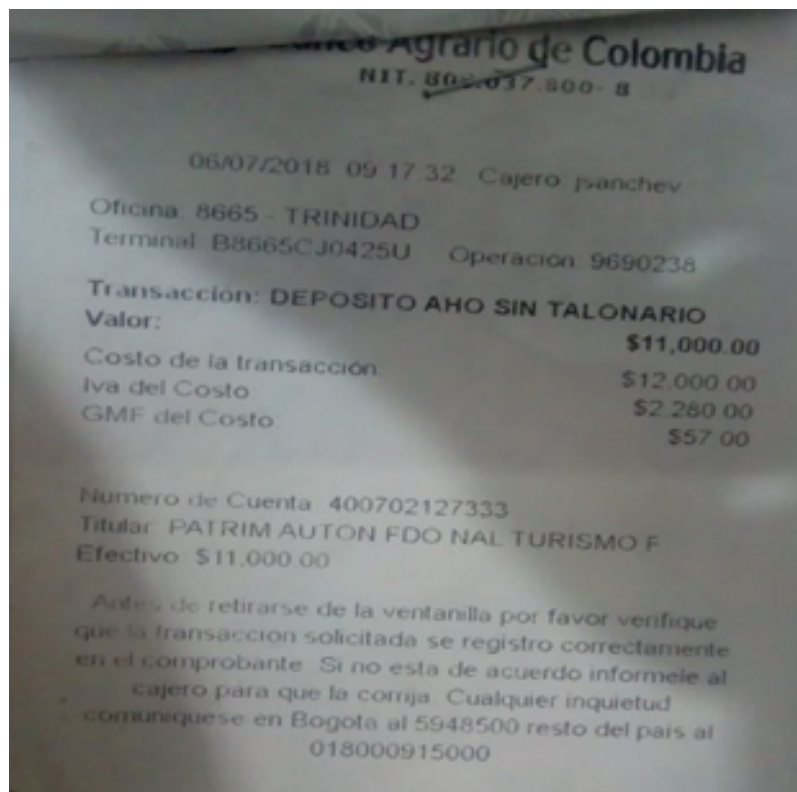 Agrario de Colombia
NIT. 800.037.800- 8
06/07/2018 09 17 32 Cajero: jsanchev
Oficina: 8665 - TRINIDAD
Terminal: B8665CJ0425U Operacion: 9690238
Transacción: DEPOSITO AHO SIN TALONARIO
Valor: $11,000.00
Costo de la transacción: $12.000 00
Iva del Costo $2.280 00
GMF del Costo $57 00
Numero de Cuenta 400702127333
Titular: PATRIM AUTON FDO NAL TURISMO F
Efectivo: $11.000 00
Antes de retirarse de la ventanilla por favor verifique
que la transaccion solicitada se registro correctamente
en el comprobante. Si no esta de acuerdo informele al
cajero para que la corrija. Cualquier inquietud
comuniquese en Bogota al 5948500 resto del pais al
018000915000